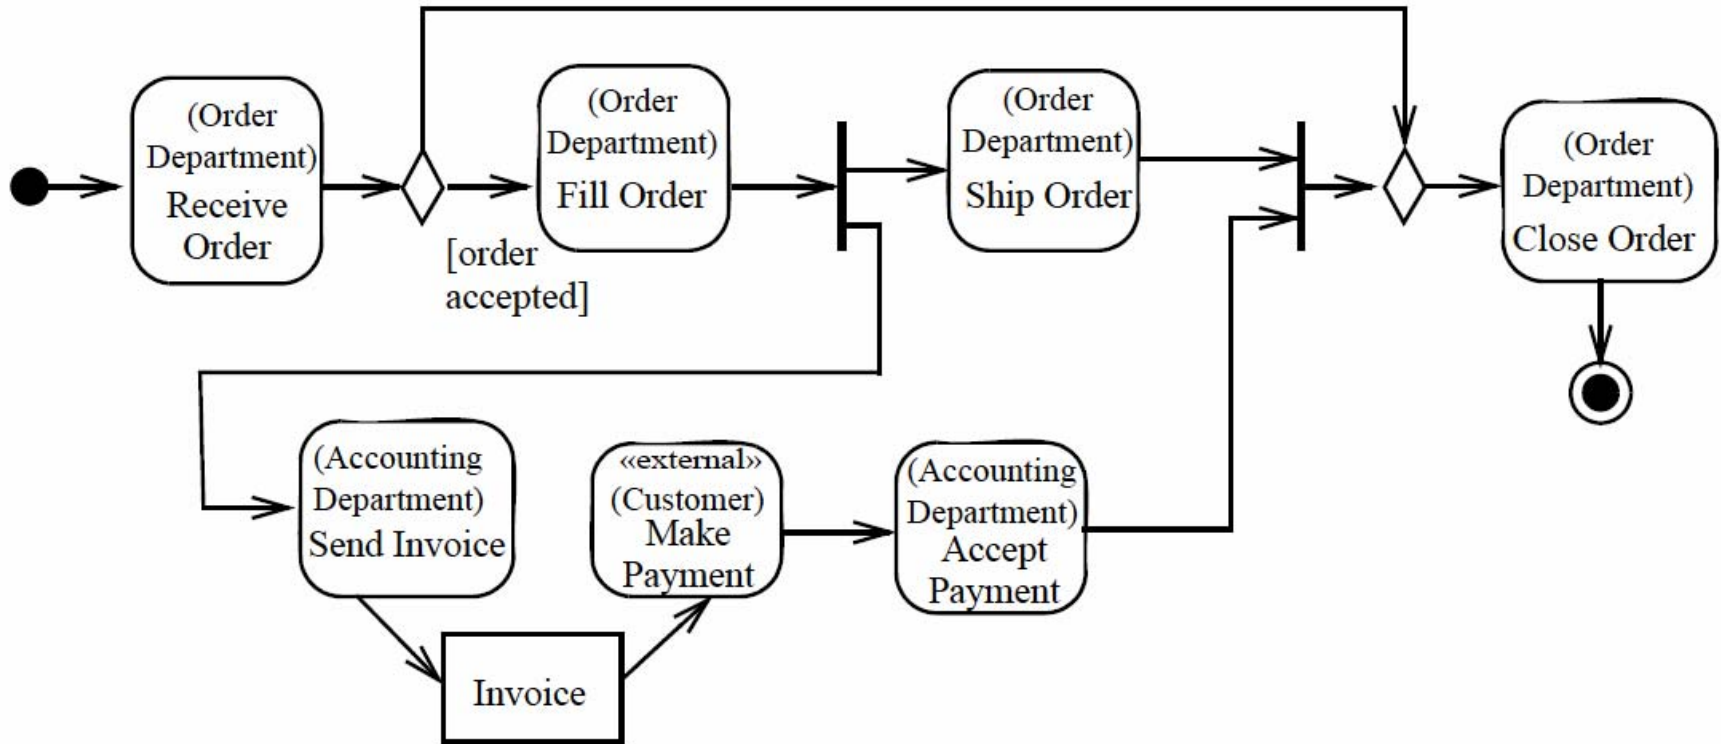 (Order
Department)
Receive
Order
[order
accepted]
(Order
Department)
Fill Order
(Order
Department)
Ship Order
(Order
Department)
Close Order
(Accounting
Department)
Send Invoice
Invoice
«external»
(Customer)
Make
Payment
(Accounting
Department)
Accept
Payment